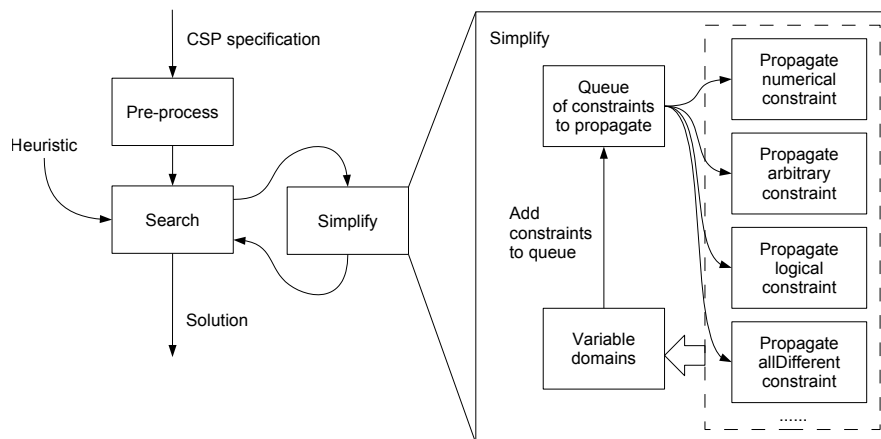 CSP specification
Pre-process
Heuristic
Search
Simplify
Solution
Simplify
Queue
of constraints
to propagate
Add
constraints
to queue
Variable
domains
Propagate
numerical
constraint
Propagate
arbitrary
constraint
Propagate
logical
constraint
Propagate
allDifferent
constraint
......